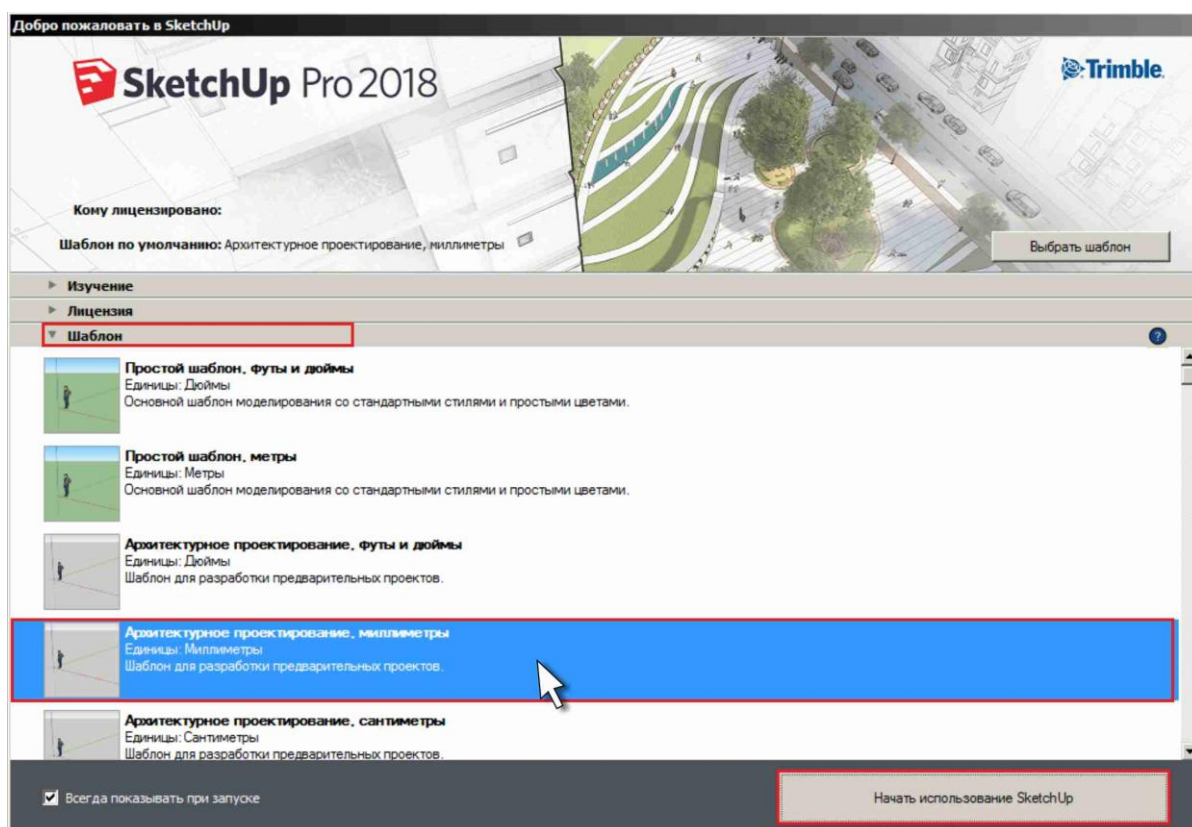 Добро пожаловать в SketchUp
SketchUp Pro 2018
Trimble.
Кому лицензировано:
Шаблон по умолчанию: Архитектурное проектирование, миллиметры
Выбрать шаблон
Изучение
Лицензия
Шаблон
?
Простой шаблон, футы и дюймы
Единицы: Дюймы
Основной шаблон моделирования со стандартными стилями и простыми цветами.
Простой шаблон, метры
Единицы: Метры
Основной шаблон моделирования со стандартными стилями и простыми цветами.
Архитектурное проектирование, футы и дюймы
Единицы: Дюймы
Шаблон для разработки предварительных проектов.
Архитектурное проектирование, миллиметры
Единицы: Миллиметры
Шаблон для разработки предварительных проектов.
Архитектурное проектирование, сантиметры
Единицы: Сантиметры
Шаблон для разработки предварительных проектов.
Всегда показывать при запуске
Начать использование SketchUp